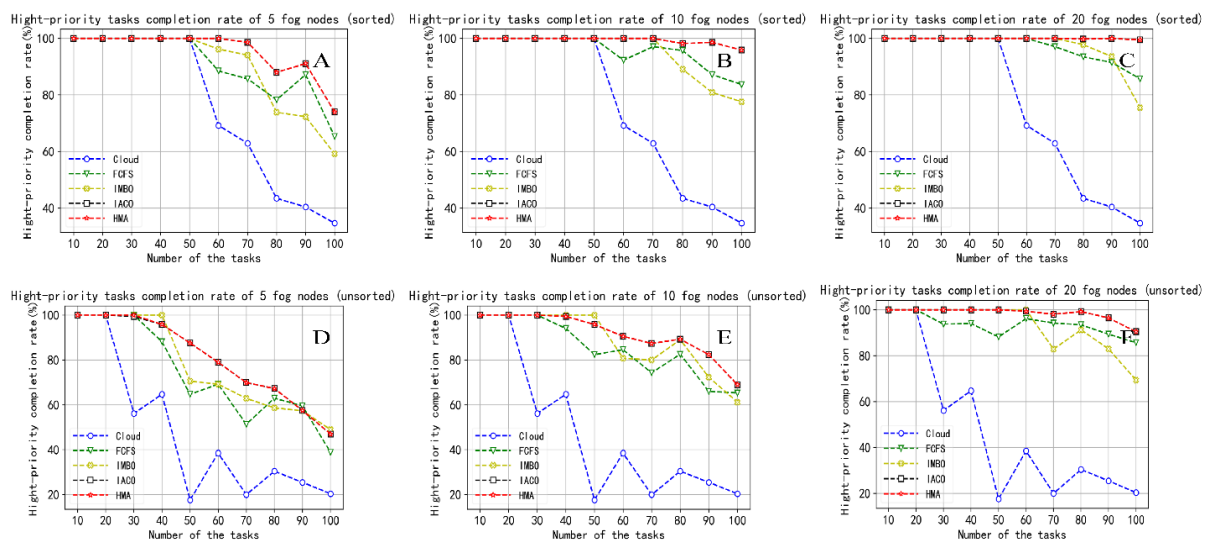 Hight-priority tasks completion rate of 5 fog nodes (sorted)
Hight-priority completion rate(%)
100
80
60
40
A
Cloud
FCFS
IMBO
IACO
HMA
10 20 30 40 50 60 70 80 90 100
Number of the tasks
Hight-priority tasks completion rate of 10 fog nodes (sorted)
Hight-priority completion rate(%)
100
80
60
40
B
Cloud
FCFS
IMBO
IACO
HMA
10 20 30 40 50 60 70 80 90 100
Number of the tasks
Hight-priority tasks completion rate of 20 fog nodes (sorted)
Hight-priority completion rate(%)
100
80
60
40
C
Cloud
FCFS
IMBO
IACO
HMA
10 20 30 40 50 60 70 80 90 100
Number of the tasks
Hight-priority tasks completion rate of 5 fog nodes (unsorted)
Hight-priority completion rate(%)
100
80
60
40
20
D
Cloud
FCFS
IMBO
IACO
HMA
10 20 30 40 50 60 70 80 90 100
Number of the tasks
Hight-priority tasks completion rate of 10 fog nodes (unsorted)
Hight-priority completion rate(%)
100
80
60
40
20
E
Cloud
FCFS
IMBO
IACO
HMA
10 20 30 40 50 60 70 80 90 100
Number of the tasks
Hight-priority tasks completion rate of 20 fog nodes (unsorted)
Hight-priority completion rate(%)
100
80
60
40
20
F
Cloud
FCFS
IMBO
IACO
HMA
10 20 30 40 50 60 70 80 90 100
Number of the tasks